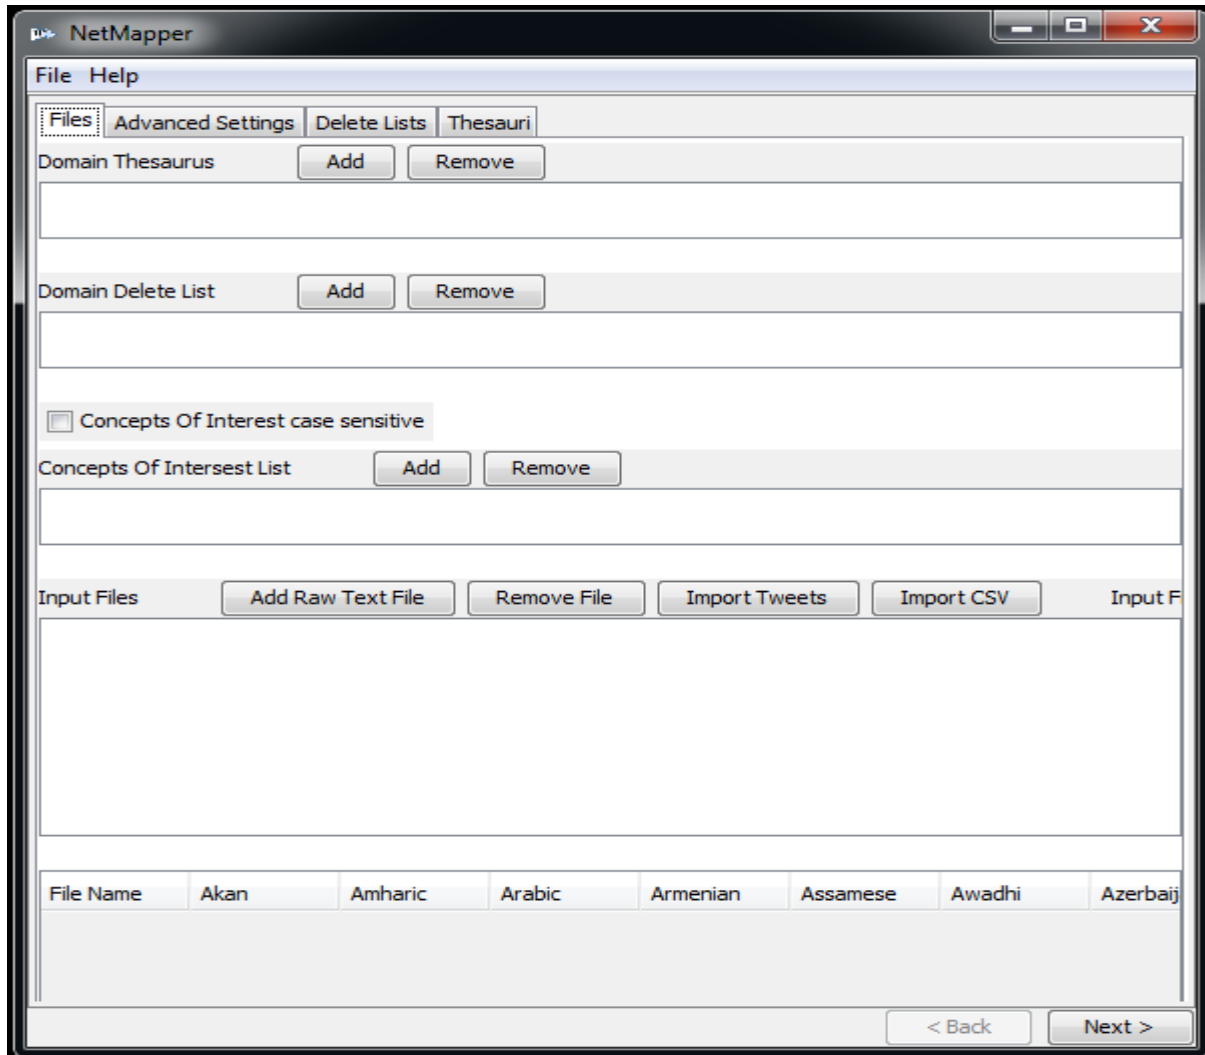 NetMapper
File Help
Files Advanced Settings Delete Lists Thesauri
Domain Thesaurus Add Remove
Domain Delete List Add Remove
Concepts Of Interest case sensitive
Concepts Of Intersest List Add Remove
Input Files Add Raw Text File Remove File Import Tweets Import CSV Input F
File Name Akan Amharic Arabic Armenian Assamese Awadhi Azerbaij
< Back Next >